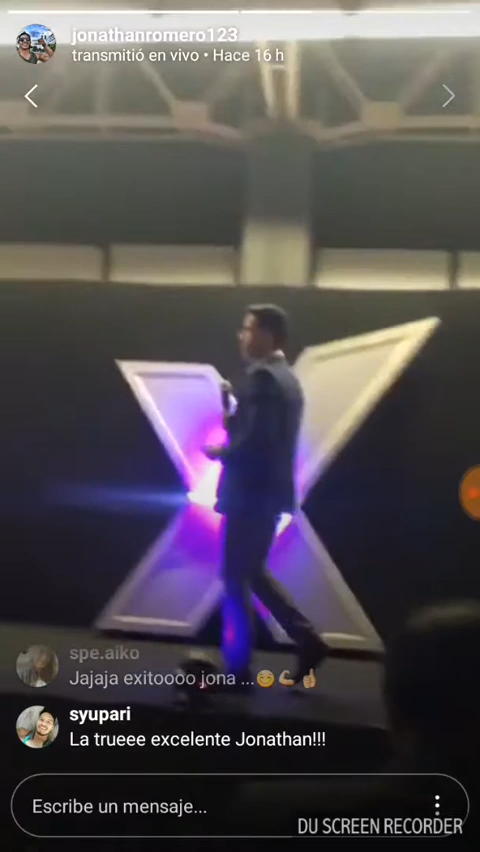 jonathanromero123
transmitió en vivo • Hace 16 h
spe.aiko
Jajaja exitoooo jona ...😌💪🏼👍🏼
syupari
La trueee excelente Jonathan!!!
Escribe un mensaje...
DU SCREEN RECORDER